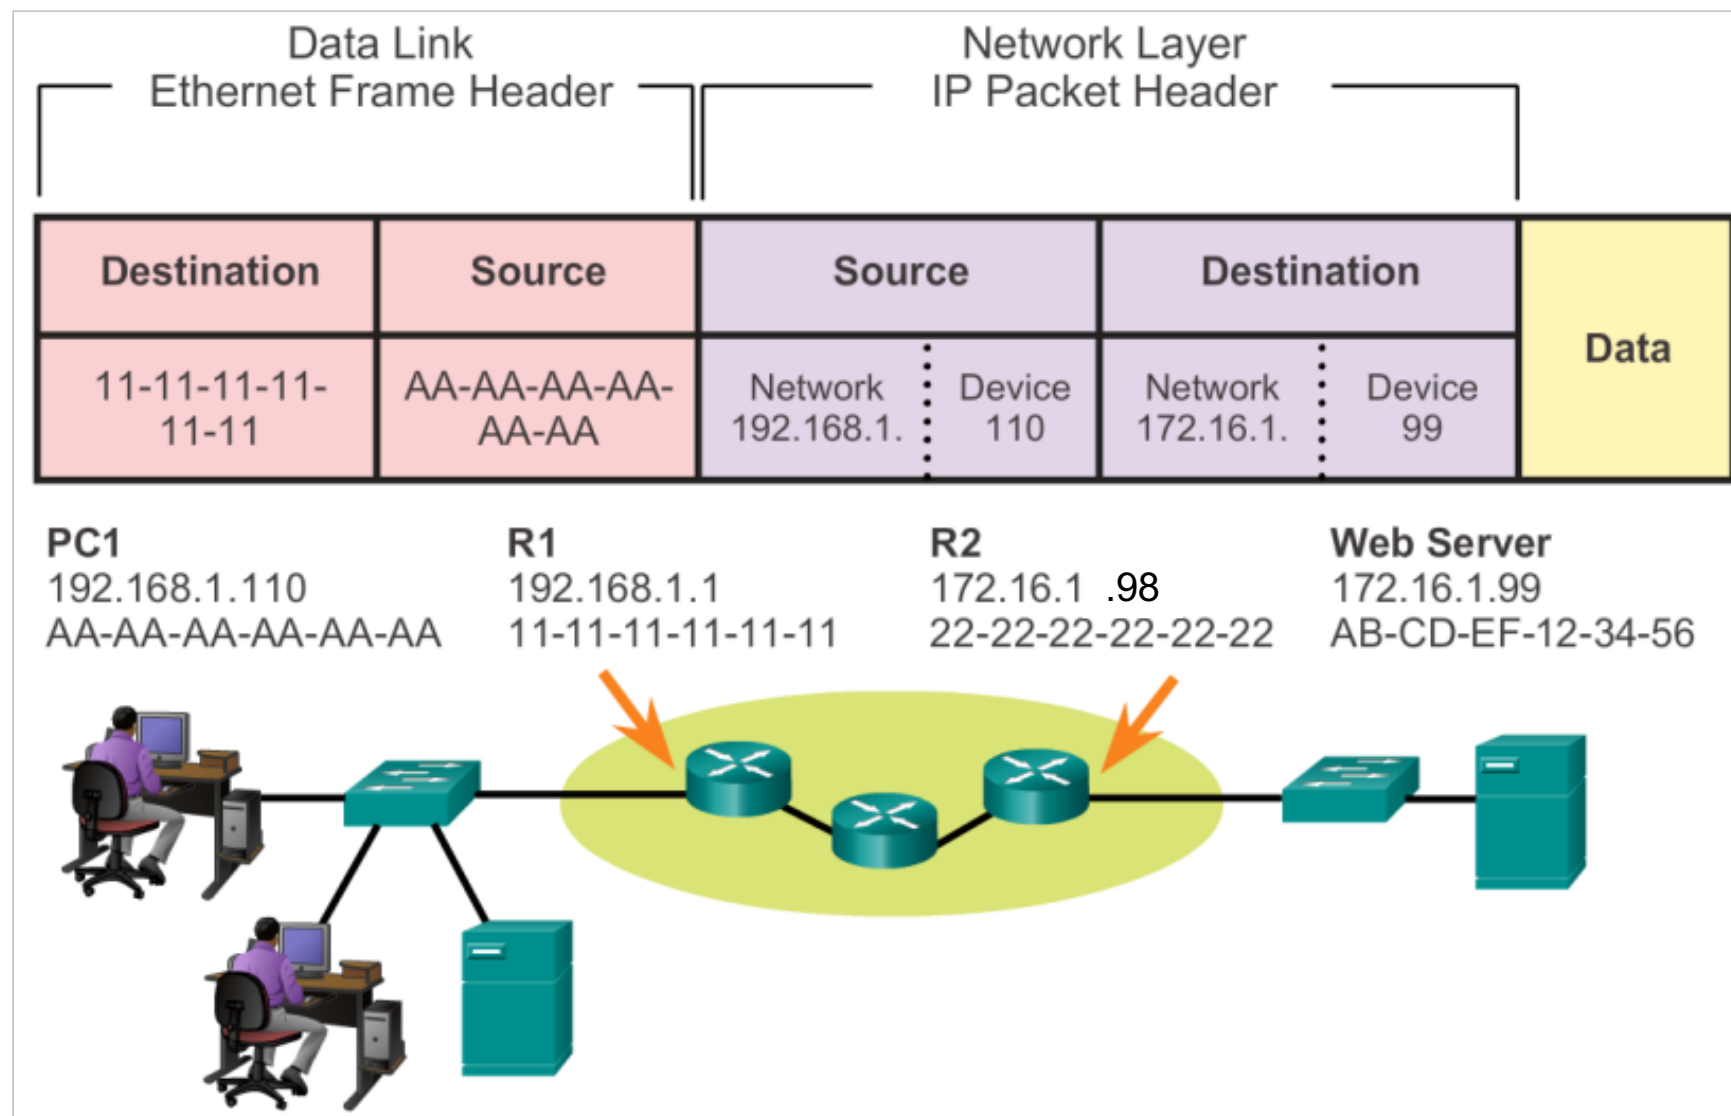 Data Link
Ethernet Frame Header
Network Layer
IP Packet Header
Destination
Source
Source
Destination
Data
11-11-11-11-
11-11
AA-AA-AA-AA-
AA-AA
Network
192.168.1.
Device
110
Network
172.16.1.
Device
99
PC1
192.168.1.110
AA-AA-AA-AA-AA-AA
R1
192.168.1.1
11-11-11-11-11-11
R2
172.16.1 .98
22-22-22-22-22-22
Web Server
172.16.1.99
AB-CD-EF-12-34-56